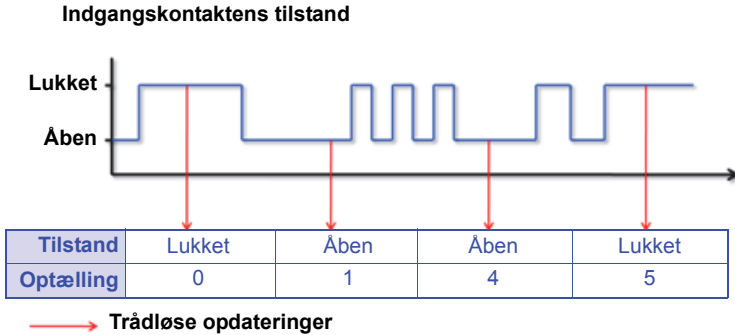 Indgangskontaktens tilstand
Lukket
Åben
Tilstand Lukket Åben Åben Lukket
Optælling 0 1 4 5
Trådløse opdateringer